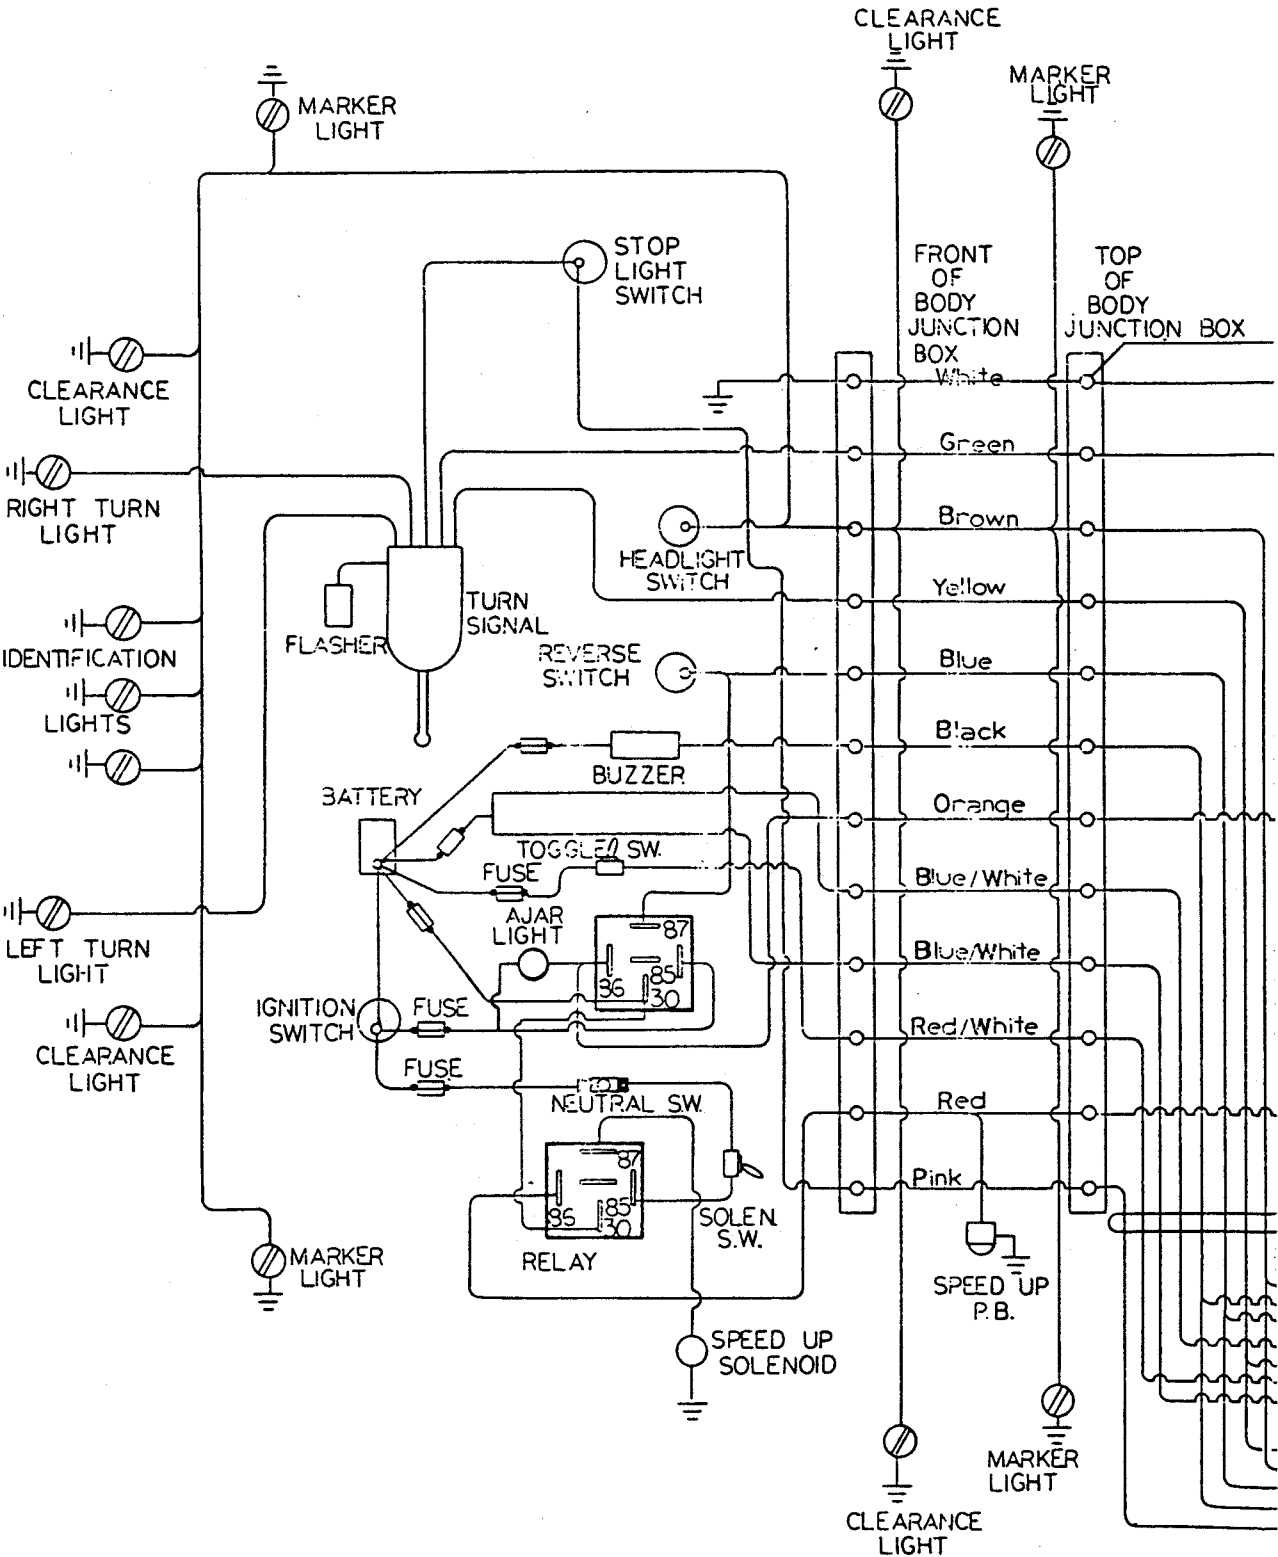 CLEARANCE
LIGHT
MARKER
LIGHT
MARKER
LIGHT
STOP
LIGHT
SWITCH
FRONT
OF
BODY
JUNCTION
BOX
TOP
OF
BODY
JUNCTION BOX
White
CLEARANCE
LIGHT
Green
RIGHT TURN
LIGHT
Brown
HEADLIGHT
SWITCH
TURN
SIGNAL
FLASHER
Yellow
IDENTIFICATION
LIGHTS
REVERSE
SWITCH
Blue
Black
BUZZER
BATTERY
Orange
TOGGLE SW.
FUSE
Blue/White
AJAR
LIGHT
87
86
85
30
LEFT TURN
LIGHT
Blue/White
IGNITION
SWITCH
FUSE
Red/White
CLEARANCE
LIGHT
FUSE
NEUTRAL S.W.
Red
87
86
85
30
RELAY
SOLEN.
S.W.
Pink
MARKER
LIGHT
SPEED UP
P.B.
SPEED UP
SOLENOID
MARKER
LIGHT
CLEARANCE
LIGHT